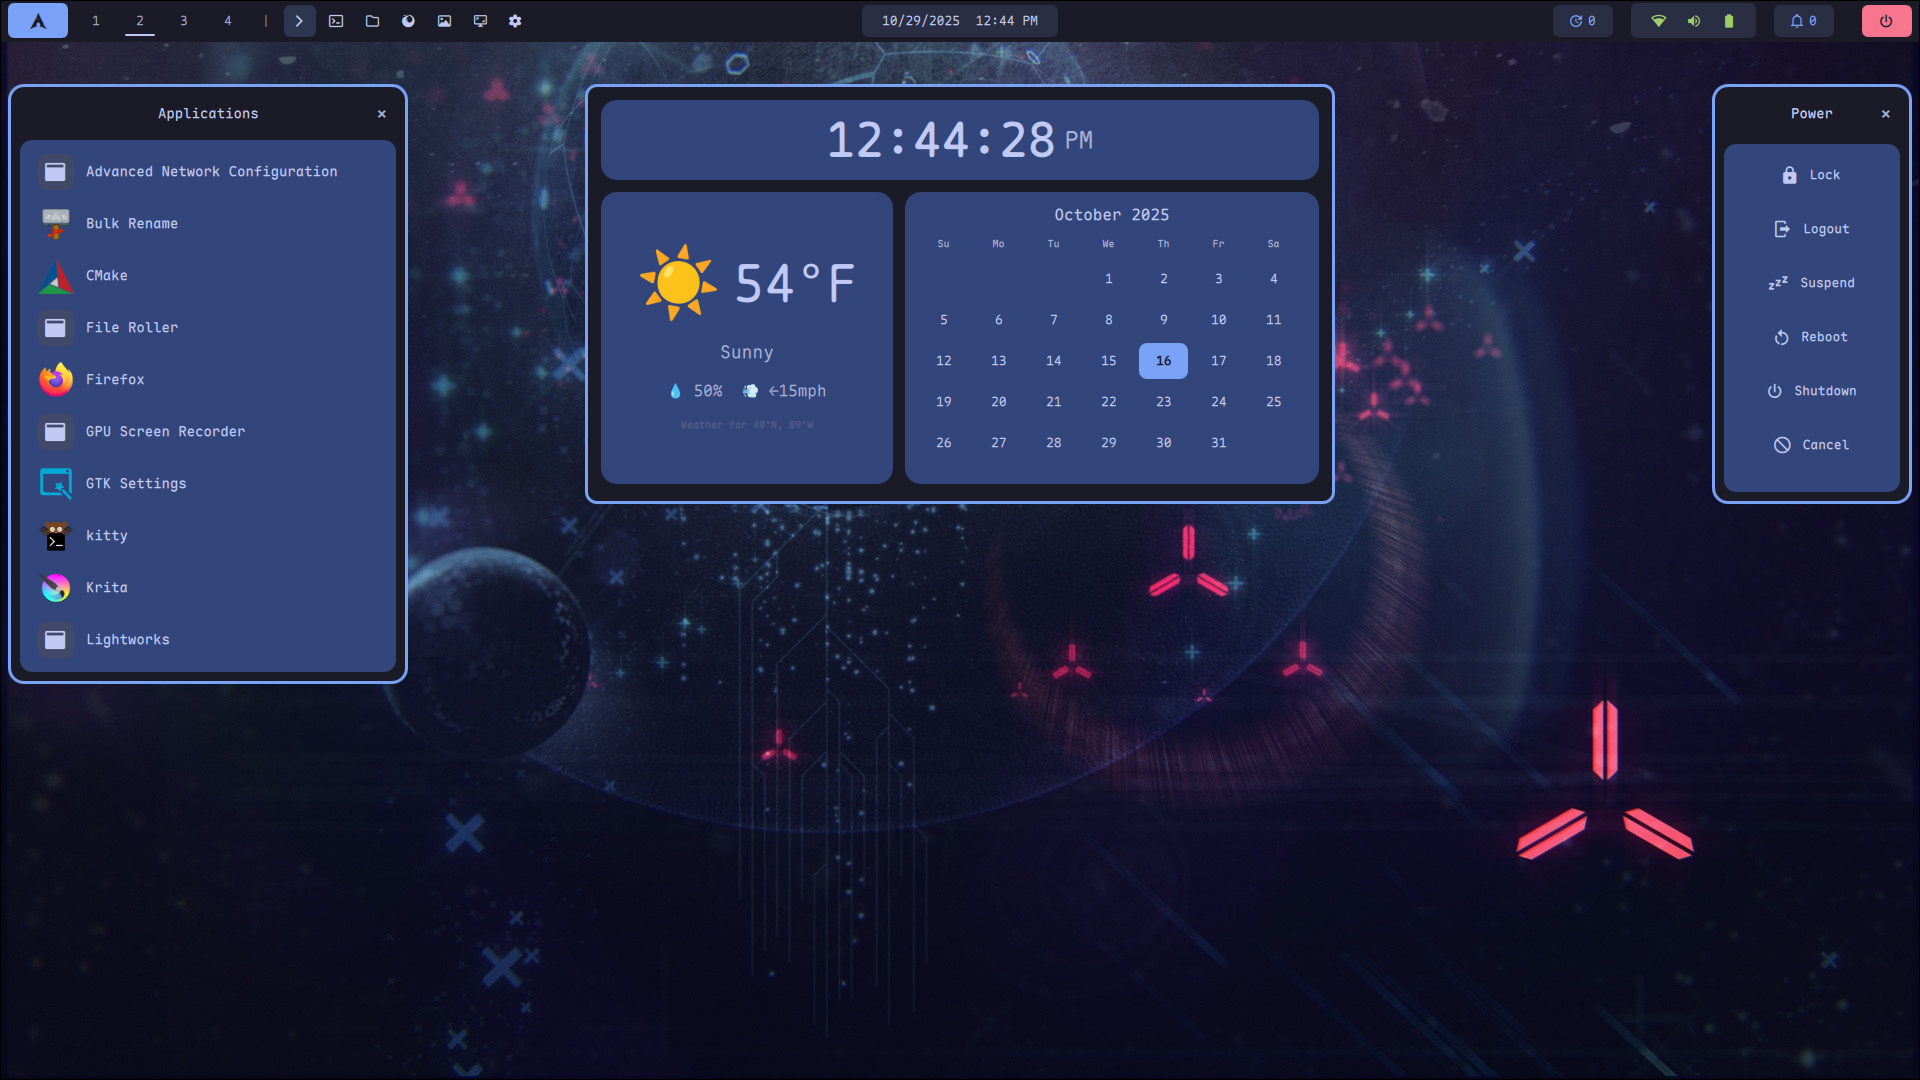 1 2 3 4 | 10/29/2025 12:44 PM 0 0
Applications ×
Advanced Network Configuration
Bulk Rename
CMake
File Roller
Firefox
GPU Screen Recorder
GTK Settings
kitty
Krita
Lightworks
12:44:28 PM
54°F
Sunny
50% ←15mph
Weather for 40°N, 89°W
October 2025
Su Mo Tu We Th Fr Sa
1 2 3 4
5 6 7 8 9 10 11
12 13 14 15 16 17 18
19 20 21 22 23 24 25
26 27 28 29 30 31
Power ×
Lock
Logout
zzz Suspend
Reboot
Shutdown
Cancel